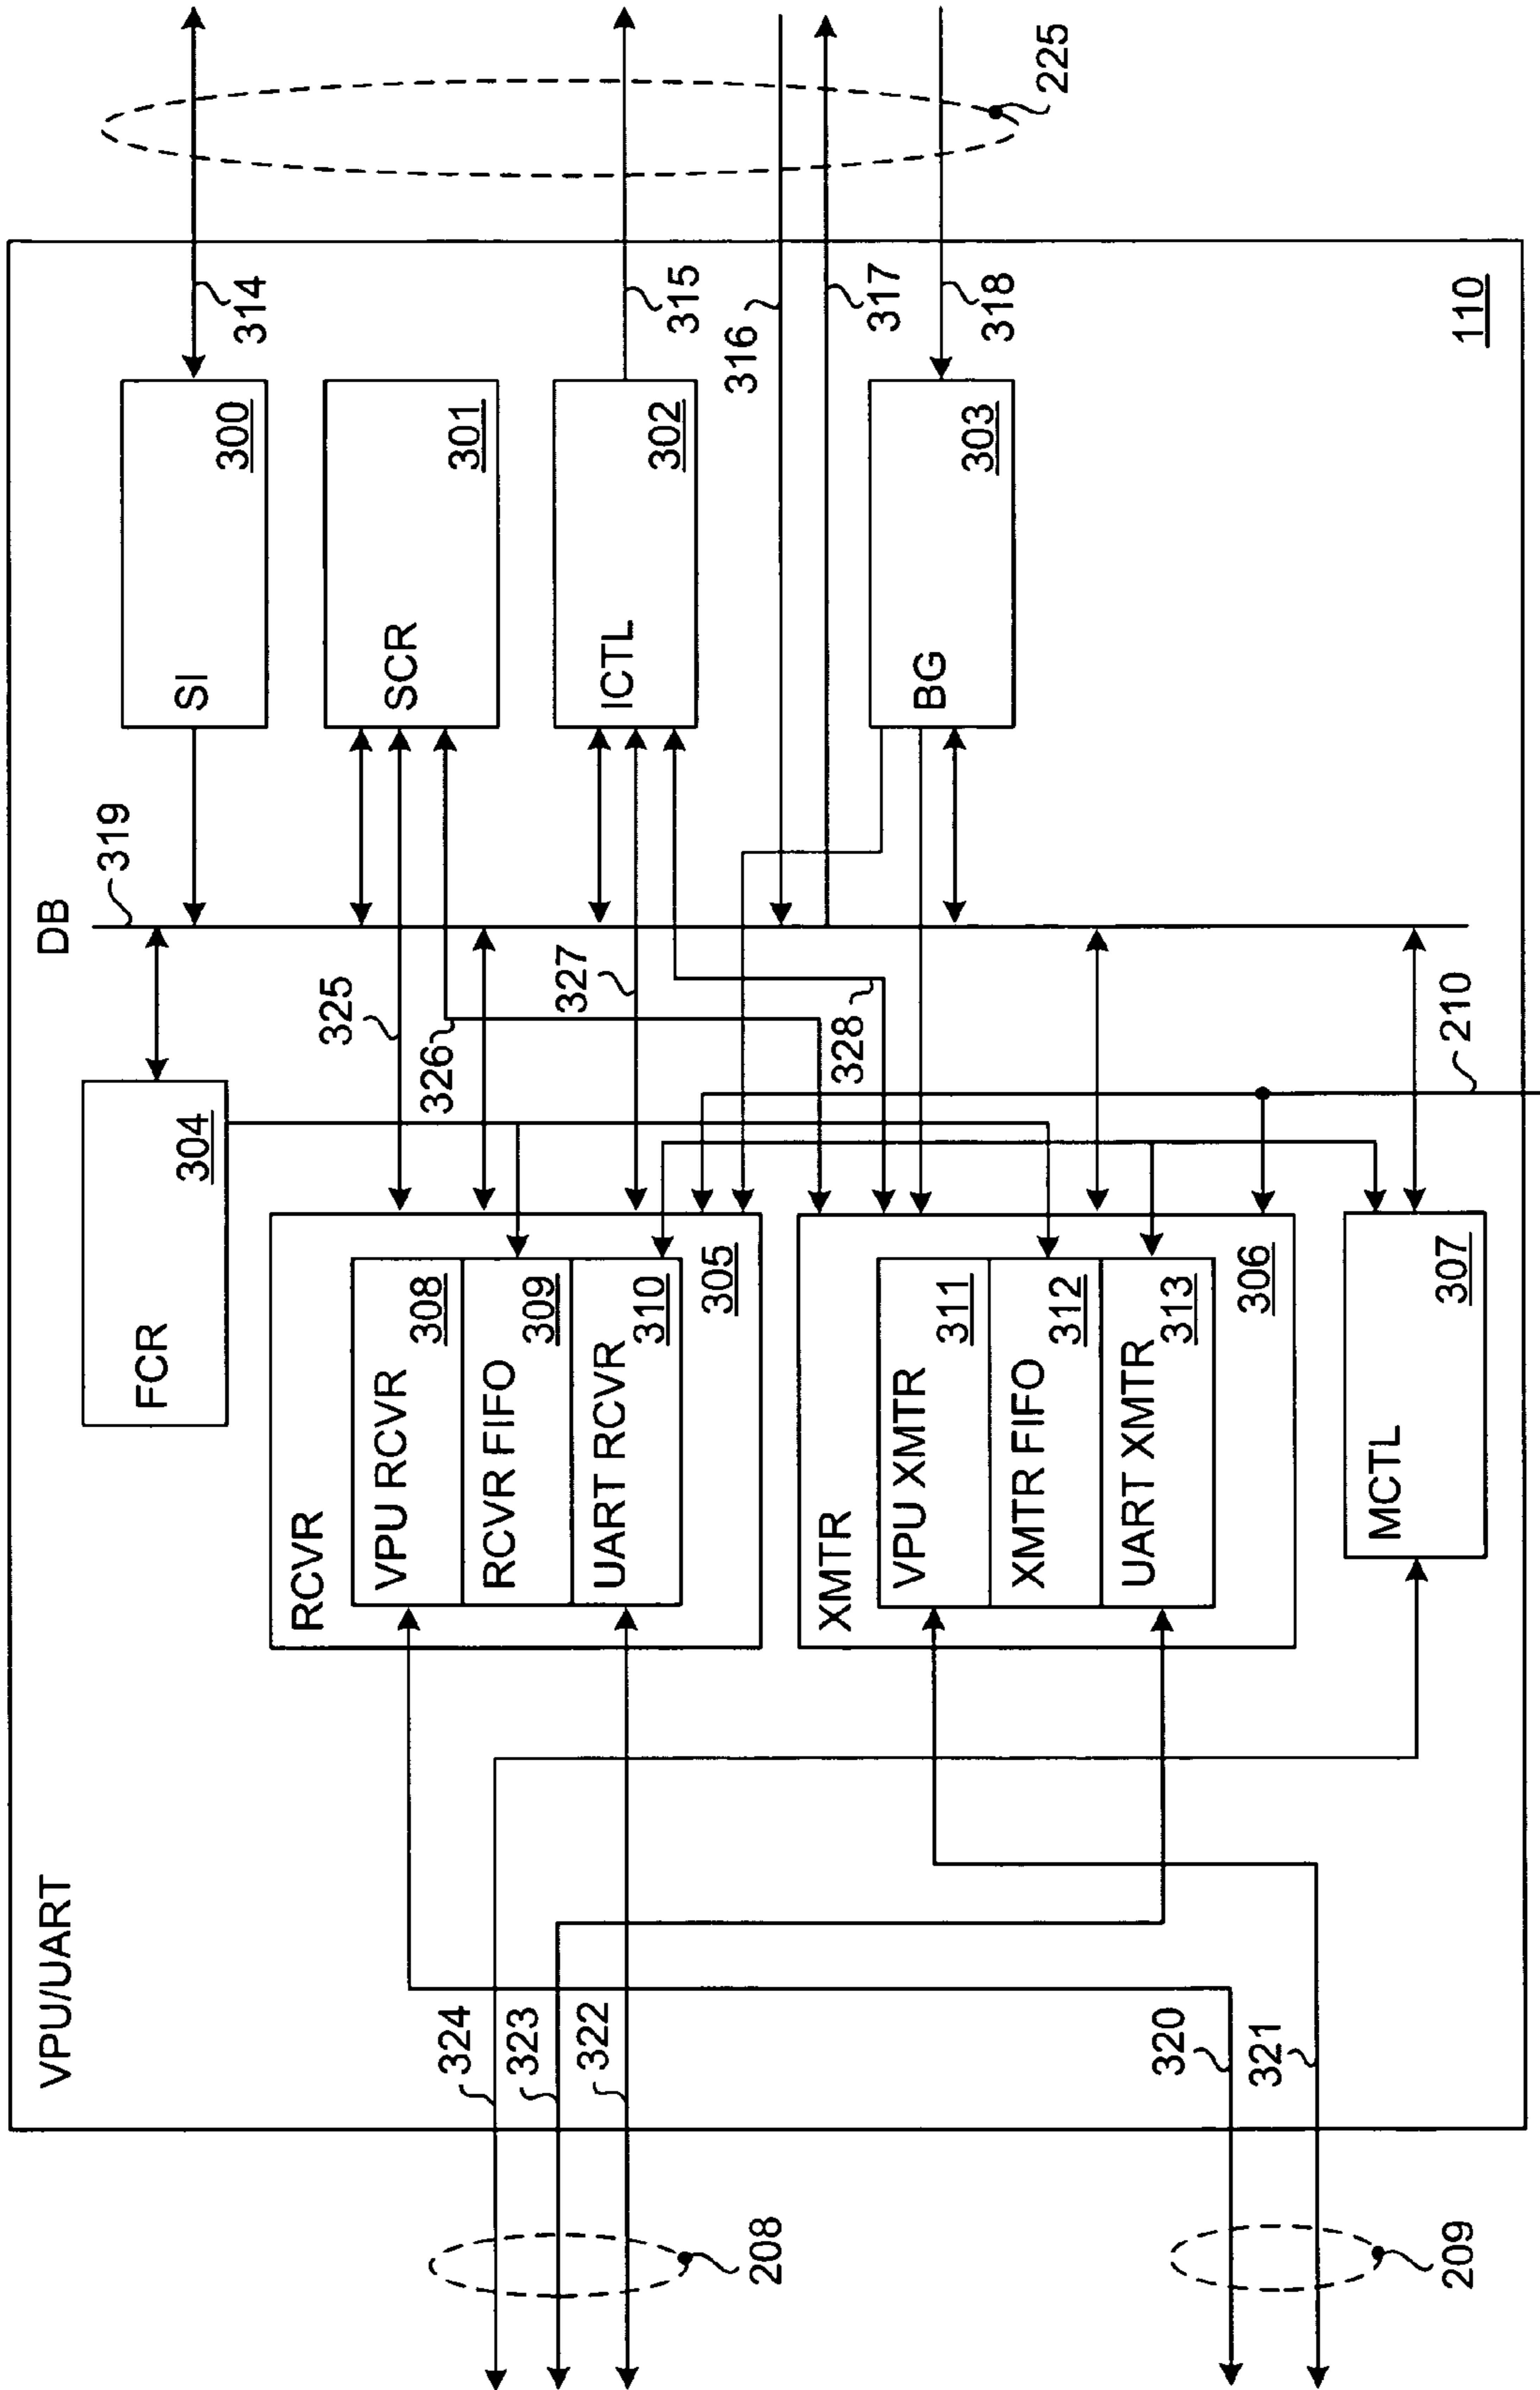 VPU/UART
DB
319
FCR
304
SI
300
314
SCR
301
325
326
ICTL
302
315
327
328
316
317
BG
303
318
225
RCVR
VPU RCVR
308
RCVR FIFO
309
UART RCVR
310
305
XMTR
VPU XMTR
311
XMTR FIFO
312
UART XMTR
313
306
MCTL
307
210
324
323
322
208
320
321
209
110